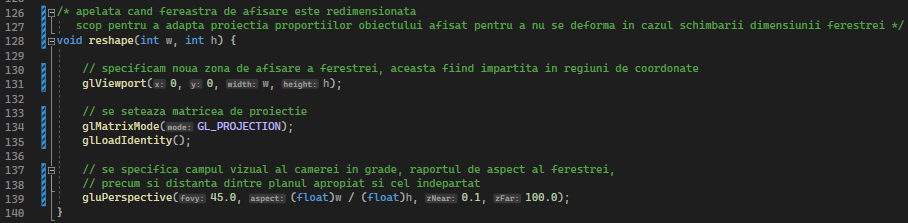 126 /* apelata cand fereastra de afisare este redimensionata
127 scop pentru a adapta proiectia proportiilor obiectului afisat pentru a nu se deforma in cazul schimbarii dimensiunii ferestrei */
128 void reshape(int w, int h) {
129
130 // specificam noua zona de afisare a ferestrei, aceasta fiind impartita in regiuni de coordonate
131 glViewport(x: 0, y: 0, width: w, height: h);
132
133 // se seteaza matricea de proiectie
134 glMatrixMode(mode: GL_PROJECTION);
135 glLoadIdentity();
136
137 // se specifica campul vizual al camerei in grade, raportul de aspect al ferestrei,
138 // precum si distanta dintre planul apropiat si cel indepartat
139 gluPerspective(fovy: 45.0, aspect: (float)w / (float)h, zNear: 0.1, zFar: 100.0);
140 }